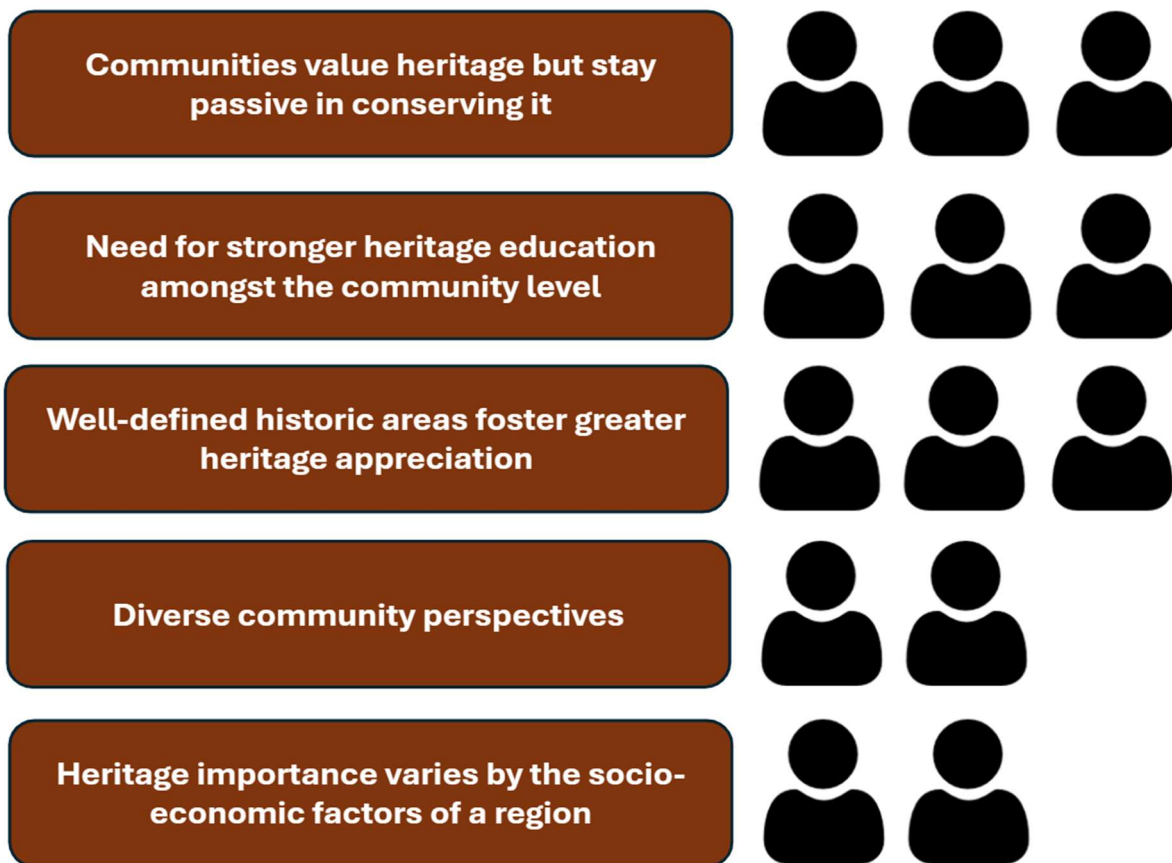 Communities value heritage but stay
passive in conserving it
Need for stronger heritage education
amongst the community level
Well-defined historic areas foster greater
heritage appreciation
Diverse community perspectives
Heritage importance varies by the socio-
economic factors of a region